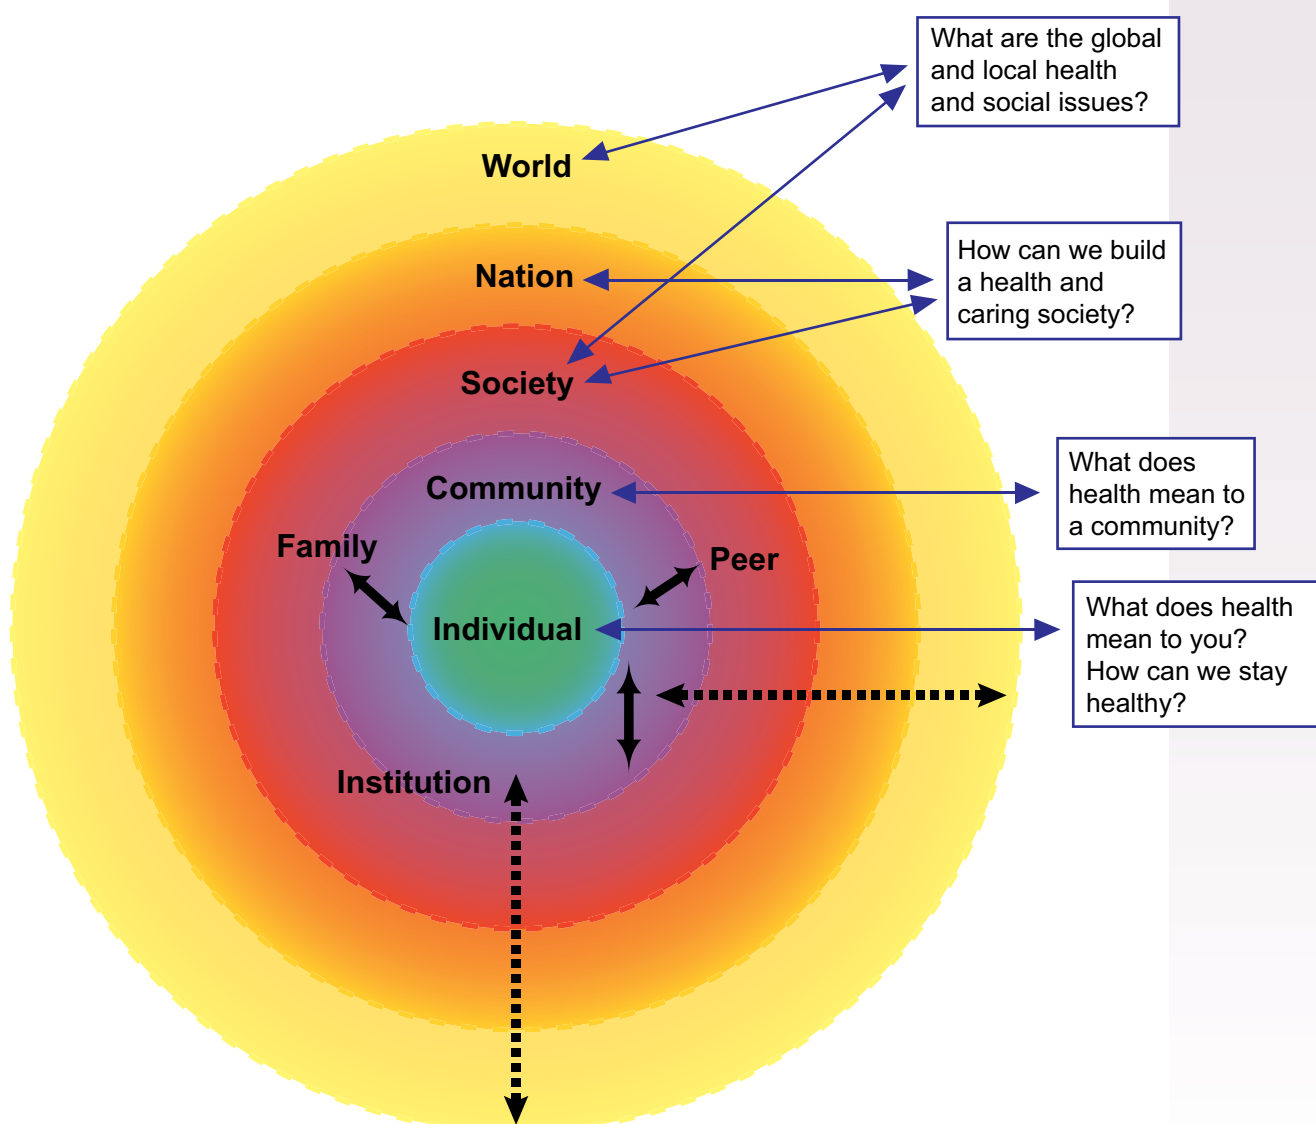 What are the global
and local health
and social issues?
World
How can we build
a health and
caring society?
Nation
Society
What does
health mean to
a community?
Community
Family
Peer
What does health
mean to you?
How can we stay
healthy?
Individual
Institution